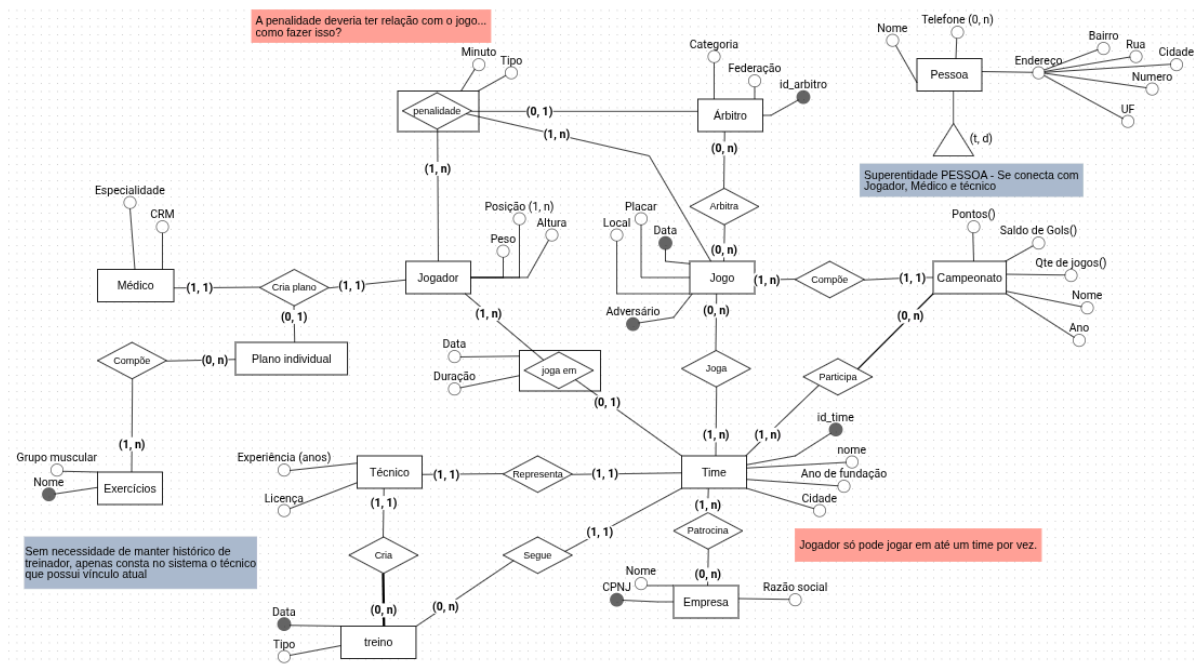 A penalidade deveria ter relação com o jogo...
como fazer isso?
Minuto
Tipo
penalidade
(0, 1)
(1, n)
(1, n)
Categoria
Federação
id_arbitro
Árbitro
(0, n)
Arbitra
(0, n)
Nome
Telefone (0, n)
Pessoa
Endereço
Bairro
Rua
Cidade
Numero
UF
(t, d)
Superentidade PESSOA - Se conecta com
Jogador, Médico e técnico
Especialidade
CRM
Médico
(1, 1)
Cria plano
(1, 1)
(0, 1)
Posição (1, n)
Altura
Peso
Jogador
(1, n)
Placar
Local
Data
Jogo
Adversário
(1, n)
Compõe
(1, 1)
Pontos()
Saldo de Gols()
Qte de jogos()
Nome
Ano
Campeonato
(0, n)
Participa
(1, n)
(0, n)
Joga
(1, n)
Compõe
(0, n)
Plano individual
(1, n)
Grupo muscular
Nome
Exercícios
Data
Duração
joga em
(0, 1)
Experiência (anos)
Licença
Técnico
(1, 1)
Representa
(1, 1)
Time
id_time
nome
Ano de fundação
Cidade
(1, 1)
Cria
(0, n)
(1, 1)
Segue
(0, n)
(1, n)
Patrocina
(0, n)
Jogador só pode jogar em até um time por vez.
Sem necessidade de manter histórico de
treinador, apenas consta no sistema o técnico
que possui vínculo atual
Nome
CPNJ
Empresa
Razão social
Data
Tipo
treino